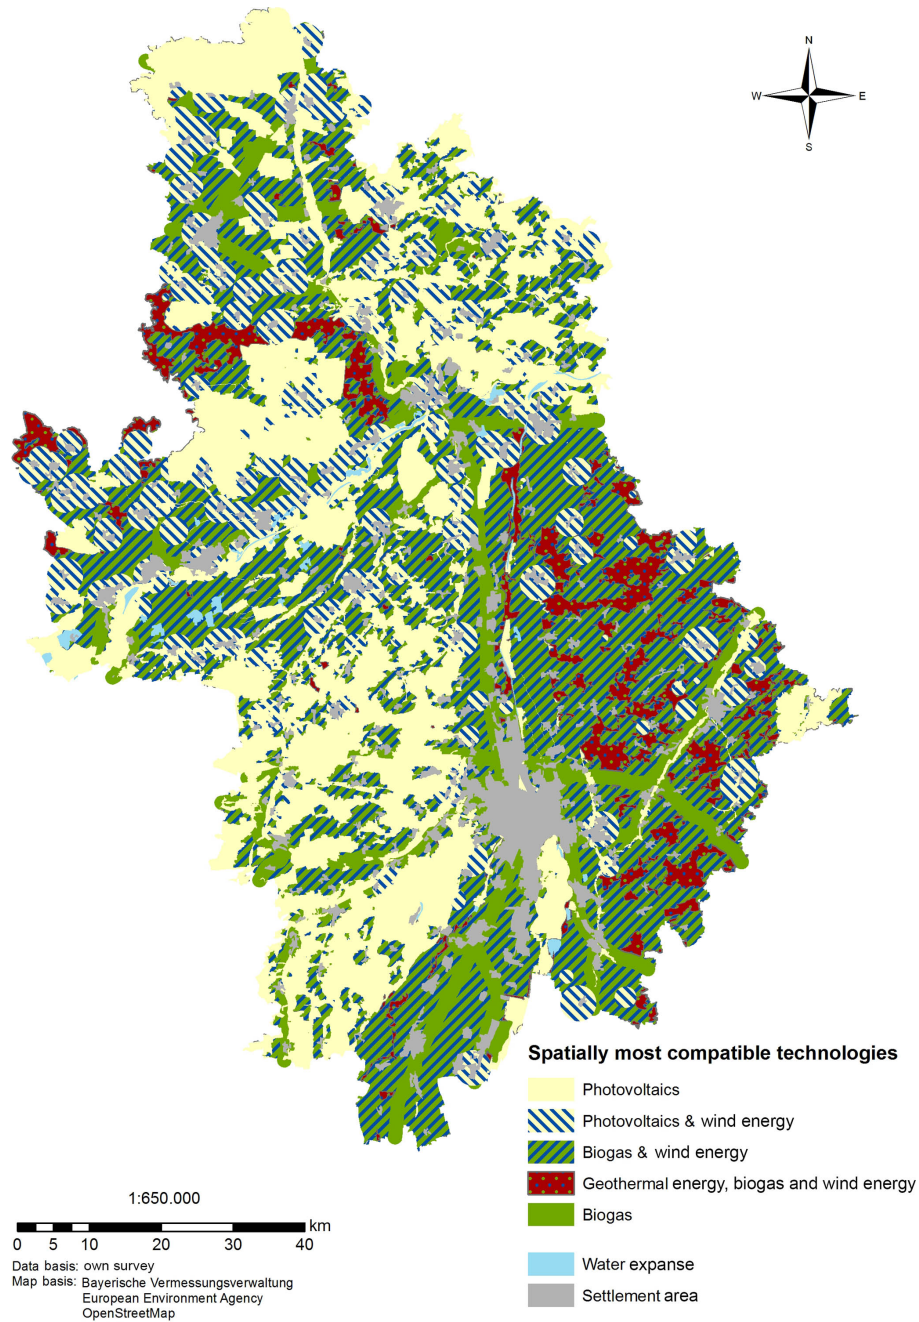 N
W
E
S
Spatially most compatible technologies
Photovoltaics
Photovoltaics & wind energy
Biogas & wind energy
Geothermal energy, biogas and wind energy
Biogas
Water expanse
Settlement area
1:650.000
km
0 5 10 20 30 40
Data basis: own survey
Map basis: Bayerische Vermessungsverwaltung
European Environment Agency
OpenStreetMap